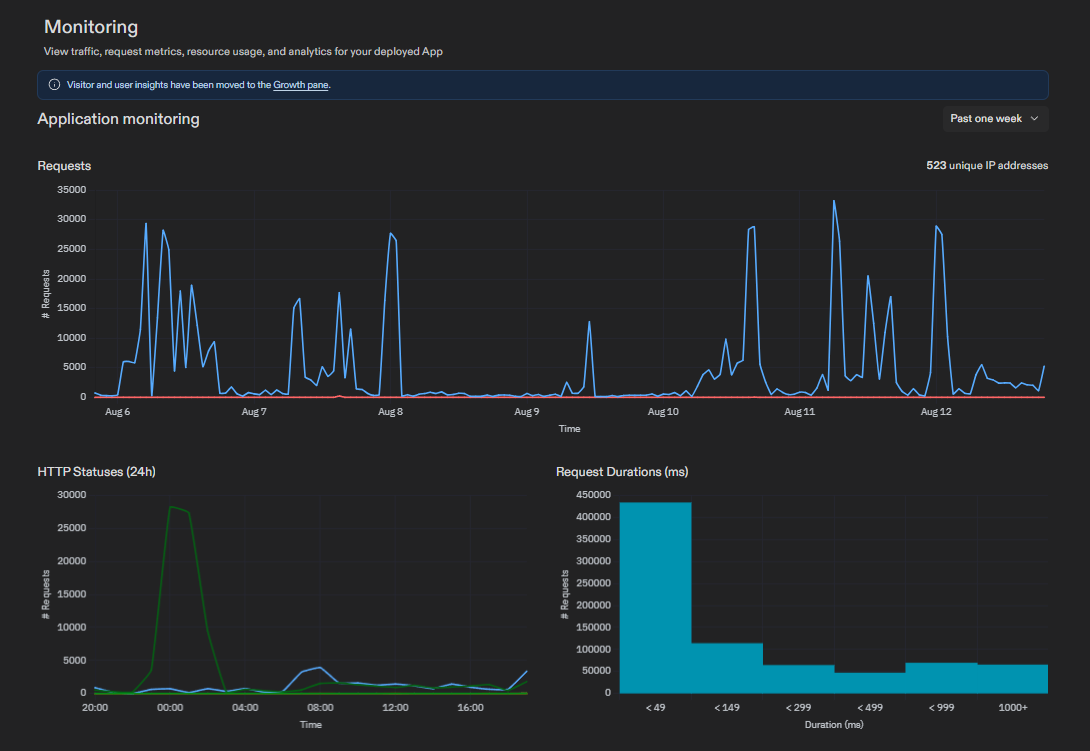 Monitoring
View traffic, request metrics, resource usage, and analytics for your deployed App
Visitor and user insights have been moved to the Growth pane.
Application monitoring
Past one week
Requests
523 unique IP addresses
35000
30000
25000
20000
15000
10000
5000
0
# Requests
Aug 6
Aug 7
Aug 8
Aug 9
Aug 10
Aug 11
Aug 12
Time
HTTP Statuses (24h)
30000
25000
20000
15000
10000
5000
0
# Requests
20:00
00:00
04:00
08:00
12:00
16:00
Time
Request Durations (ms)
450000
400000
350000
300000
250000
200000
150000
100000
50000
0
# Requests
< 49
< 149
< 299
< 499
< 999
1000+
Duration (ms)